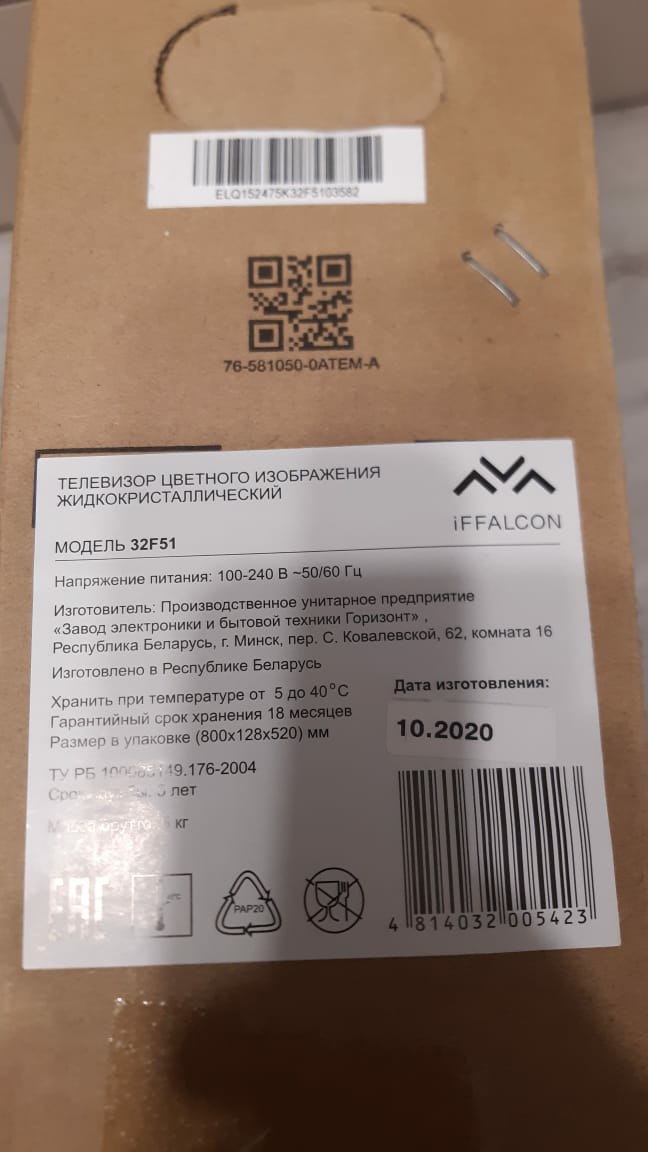 ELQ152475K32F5103582
76-581050-0ATEM-A
ТЕЛЕВИЗОР ЦВЕТНОГО ИЗОБРАЖЕНИЯ
ЖИДКОКРИСТАЛЛИЧЕСКИЙ
iFFALCON
МОДЕЛЬ 32F51
Напряжение питания: 100-240 В ~50/60 Гц
Изготовитель: Производственное унитарное предприятие
«Завод электроники и бытовой техники Горизонт» ,
Республика Беларусь, г. Минск, пер. С. Ковалевской, 62, комната 16
Изготовлено в Республике Беларусь
Хранить при температуре от 5 до 40°С
Гарантийный срок хранения 18 месяцев
Размер в упаковке (800х128х520) мм
Дата изготовления:
10.2020
ТУ РБ
лет
кг
EAC
PAP20
4 814032 005423